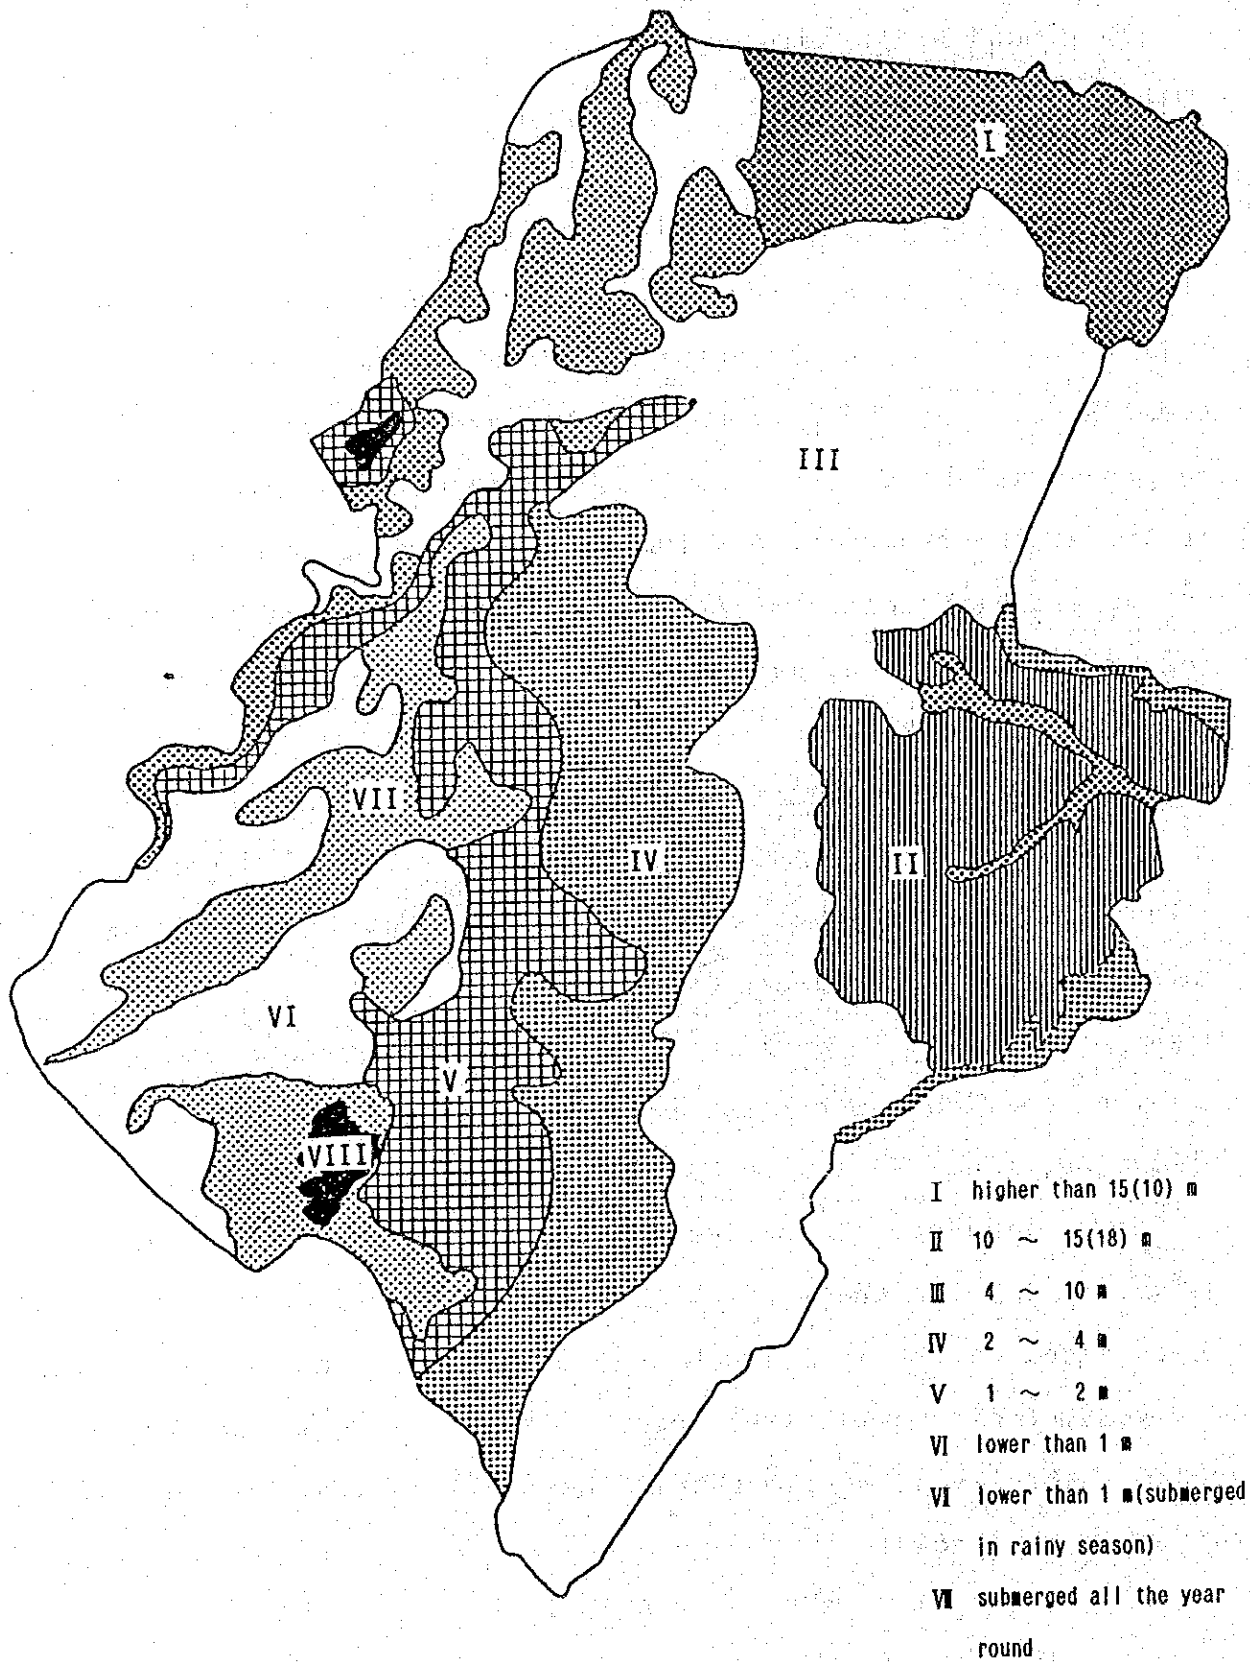 I
III
VII
IV
II
VI
V
VIII
I higher than 15(10) m
II 10 ~ 15(18) m
III 4 ~ 10 m
IV 2 ~ 4 m
V 1 ~ 2 m
VI lower than 1 m
VI lower than 1 m(submerged
in rainy season)
VII submerged all the year
round